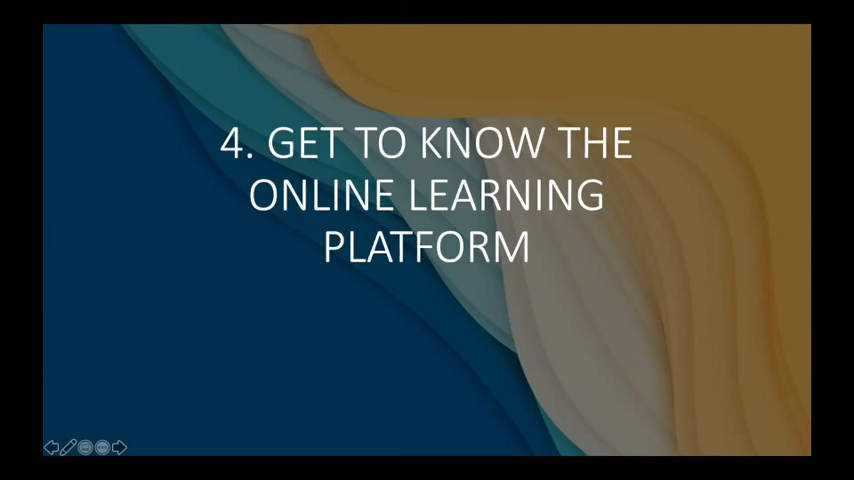 4. GET TO KNOW THE
ONLINE LEARNING
PLATFORM